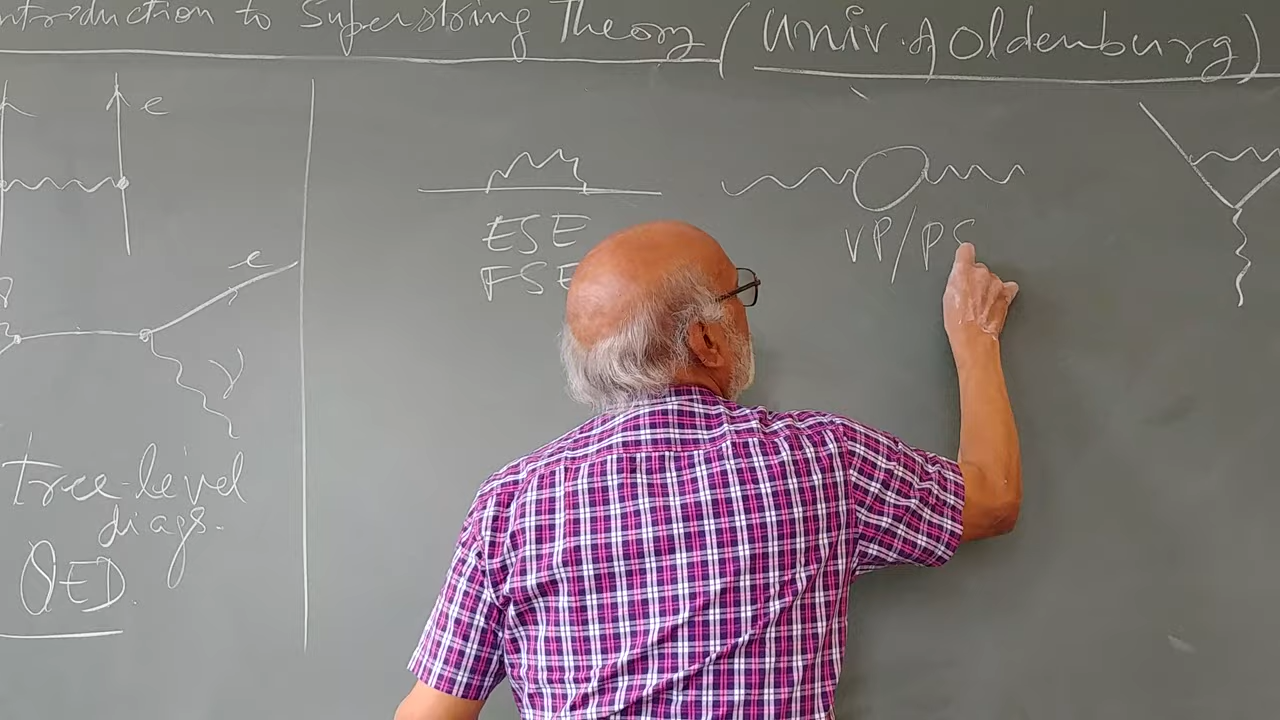 ntroduction to Superstring Theory (Univ. of Oldenburg)
e
e
γ
tree-level
diags.
QED.
ESE
FSE
VP/PS